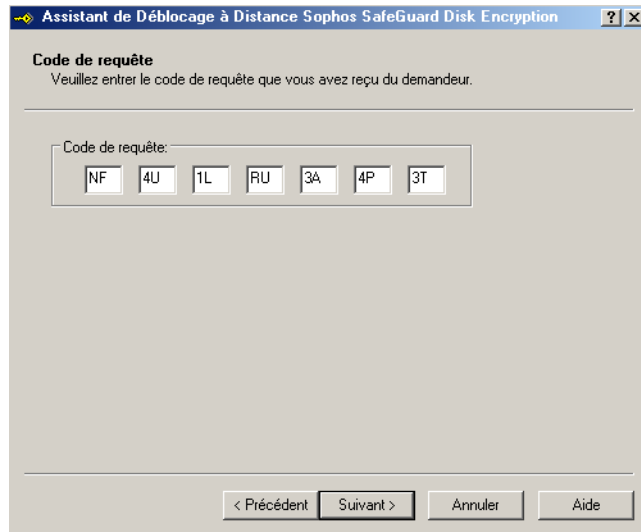 Assistant de Déblocage à Distance Sophos SafeGuard Disk Encryption
Code de requête
Veuillez entrer le code de requête que vous avez reçu du demandeur.
Code de requête:
NF 4U 1L RU 3A 4P 3T
< Précédent Suivant > Annuler Aide